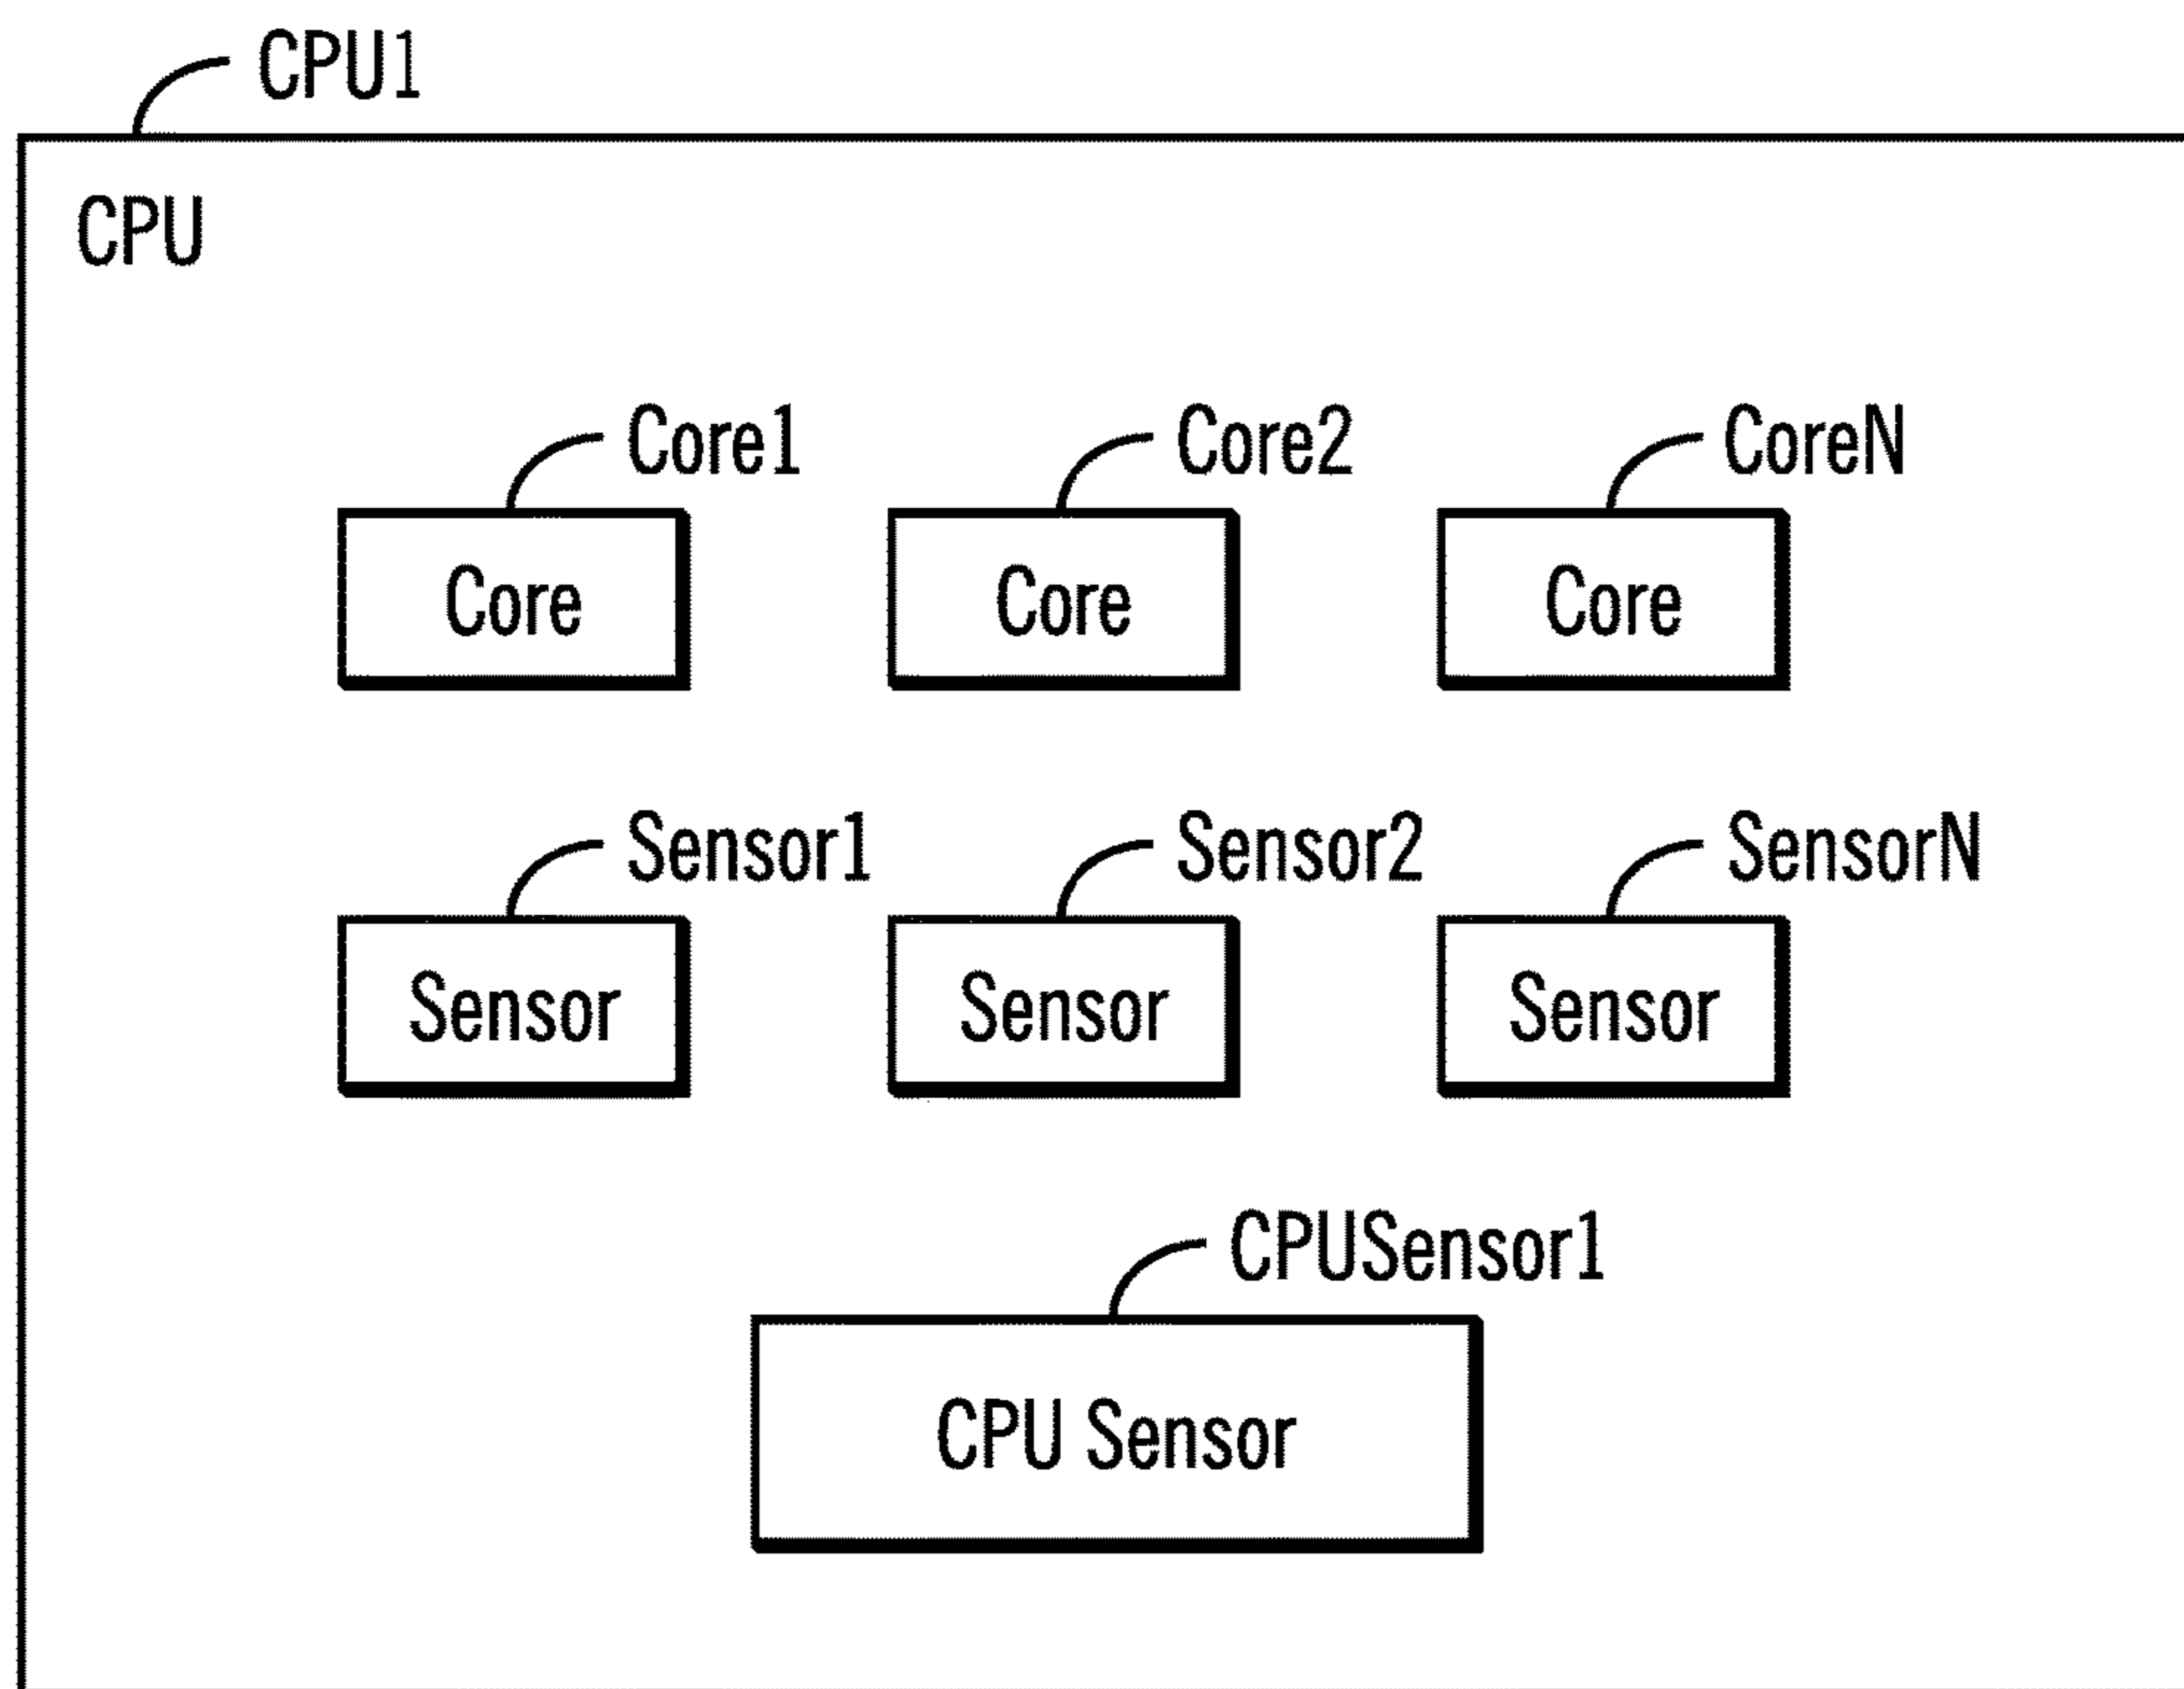 CPU1
CPU
Core1 Core2 CoreN
Core Core Core
Sensor1 Sensor2 SensorN
Sensor Sensor Sensor
CPUSensor1
CPU Sensor